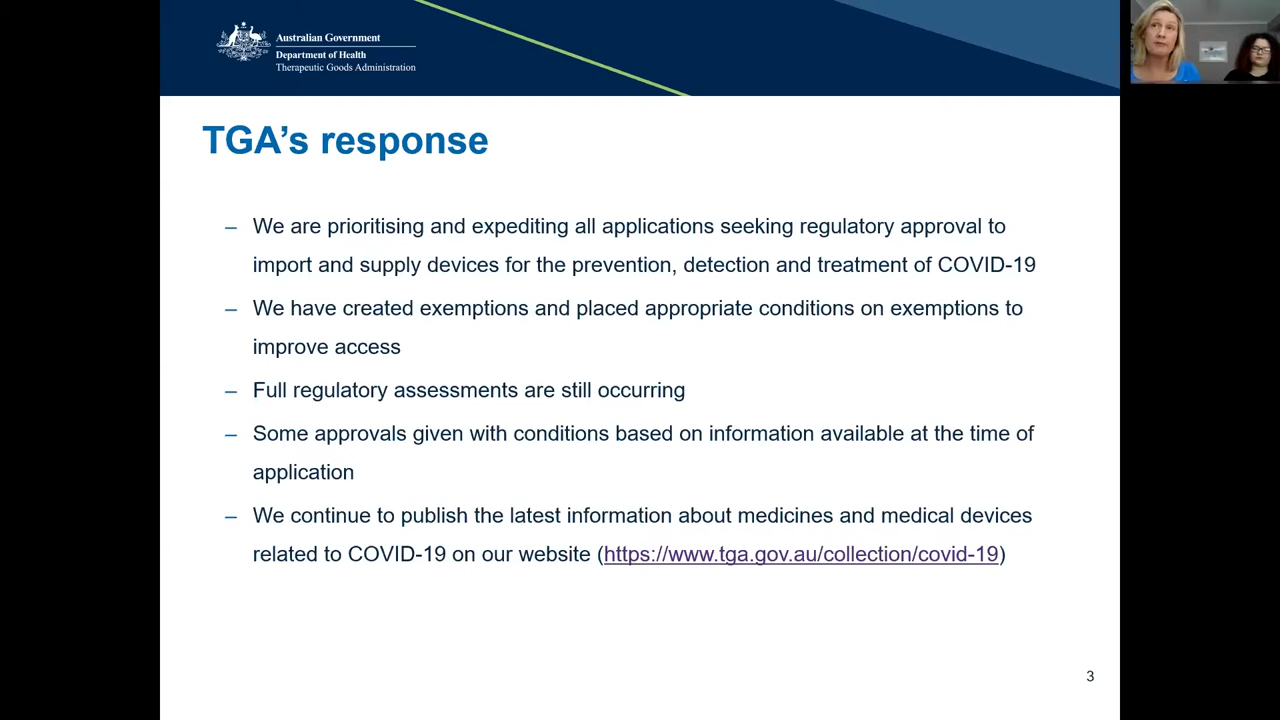 Australian Government
Department of Health
Therapeutic Goods Administration
TGA's response
– We are prioritising and expediting all applications seeking regulatory approval to
import and supply devices for the prevention, detection and treatment of COVID-19
– We have created exemptions and placed appropriate conditions on exemptions to
improve access
– Full regulatory assessments are still occurring
– Some approvals given with conditions based on information available at the time of
application
– We continue to publish the latest information about medicines and medical devices
related to COVID-19 on our website (https://www.tga.gov.au/collection/covid-19)
3